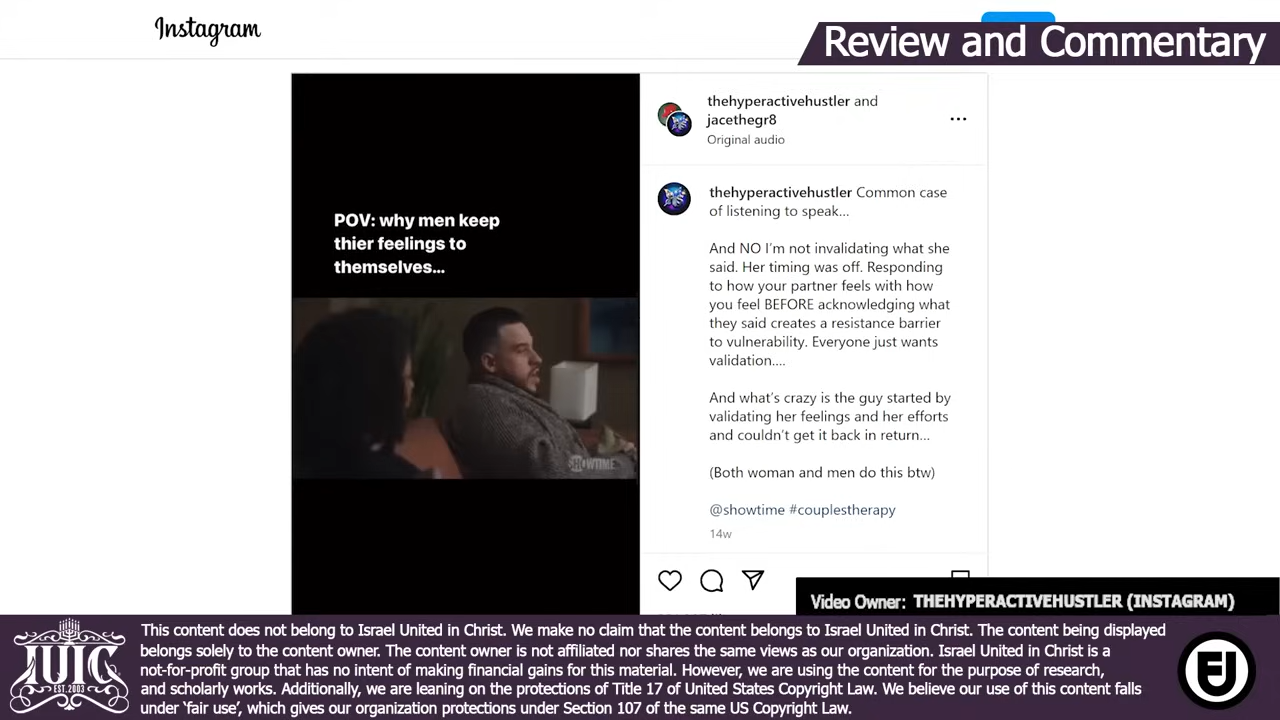 Instagram
Review and Commentary
POV: why men keep
thier feelings to
themselves...
SHOWTIME
thehyperactivehustler and
jacethegr8
Original audio
thehyperactivehustler Common case
of listening to speak...
And NO I'm not invalidating what she
said. Her timing was off. Responding
to how your partner feels with how
you feel BEFORE acknowledging what
they said creates a resistance barrier
to vulnerability. Everyone just wants
validation....
And what's crazy is the guy started by
validating her feelings and her efforts
and couldn't get it back in return...
(Both woman and men do this btw)
@showtime #couplestherapy
14w
Video Owner: THEHYPERACTIVEHUSTLER (INSTAGRAM)
IUIC
EST. 2003
This content does not belong to Israel United in Christ. We make no claim that the content belongs to Israel United in Christ. The content being displayed
belongs solely to the content owner. The content owner is not affiliated nor shares the same views as our organization. Israel United in Christ is a
not-for-profit group that has no intent of making financial gains for this material. However, we are using the content for the purpose of research,
and scholarly works. Additionally, we are leaning on the protections of Title 17 of United States Copyright Law. We believe our use of this content falls
under 'fair use', which gives our organization protections under Section 107 of the same US Copyright Law.